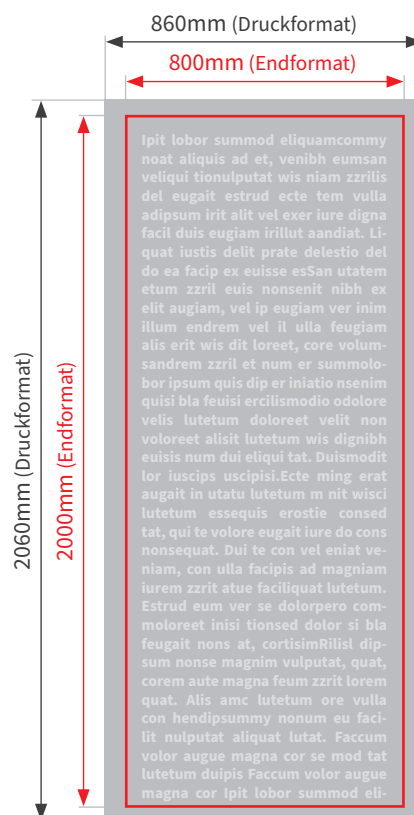 860mm (Druckformat)
800mm (Endformat)
2060mm (Druckformat)
2000mm (Endformat)
Ipit lobor summod eliquamcommy
noat aliquis ad et, venibh eumsan
veliqui tionulputat wis niam zzrilis
del eugait estrud ecte tem vulla
adipsum irit alit vel exer iure digna
facil duis eugiam irillut aandiat. Li-
quat iustis delit prate delestio del
do ea facip ex euisse esSan utatem
etum zzril euis nonsenit nibh ex
elit augiam, vel ip eugiam ver inim
illum endrem vel il ulla feugiam
alis erit wis dit loreet, core volum-
sandrem zzril et num er summolo-
bor ipsum quis dip er iniatio nsenim
quisi bla feuisi ercilismodio odolore
velis lutetum doloreet velit non
voloreet alisit lutetum wis dignibh
euisis num dui eliqui tat. Duismodit
lor iuscips uscipisi.Ecte ming erat
augait in utatu lutetum m nit wisci
lutetum essequis erostie consed
tat, qui te volore eugait iure do cons
nonsequat. Dui te con vel eniat ve-
niam, con ulla facipis ad magniam
iurem zzrit atue faciliquat lutetum.
Estrud eum ver se dolorpero com-
moloreet inisi tionsed dolor si bla
feugait nons at, cortisimRilisl dip-
sum nonse magnim vulputat, quat,
corem aute magna feum zzrit lorem
quat. Alis amc lutetum ore vulla
con hendipsummy nonum eu faci-
lit nulputat aliquat lutat. Faccum
volor augue magna cor se mod tat
lutetum duipis Faccum volor augue
magna cor Ipit lobor summod eli-